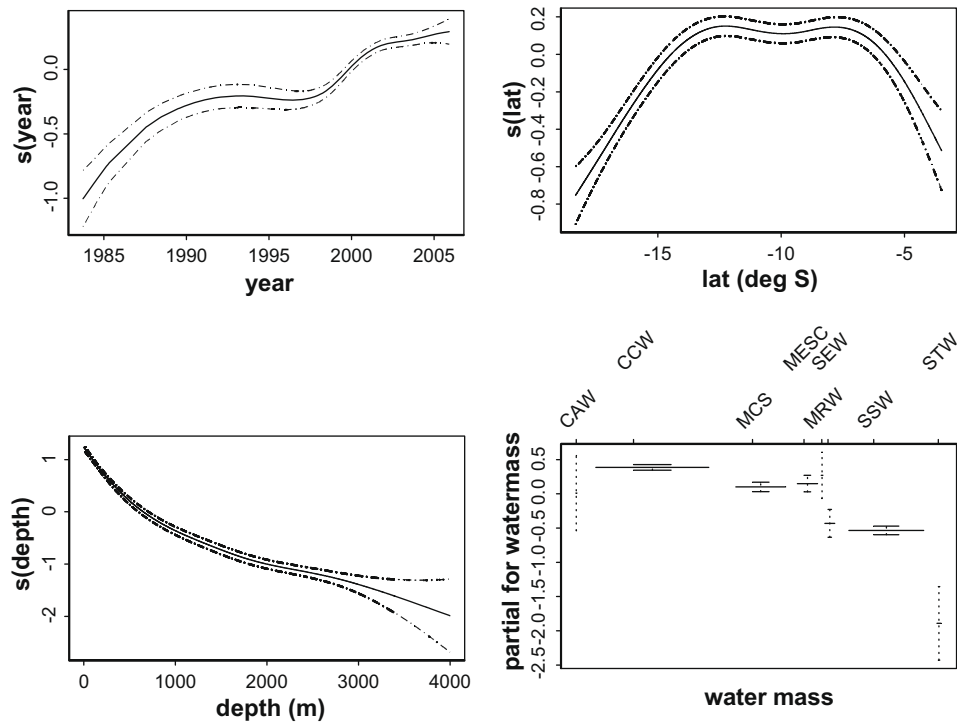 s(year)
0.0
-0.5
-1.0
1985 1990 1995 2000 2005
year
s(lat)
0.2
0.0
-0.2
-0.4
-0.6
-0.8
-15 -10 -5
lat (deg S)
s(depth)
1
0
-1
-2
0 1000 2000 3000 4000
depth (m)
CAW
CCW
MCS
MESC
SEW
MRW
SSW
STW
partial for watermass
0.5
0.0
-0.5
-1.0
-1.5
-2.0
-2.5
water mass